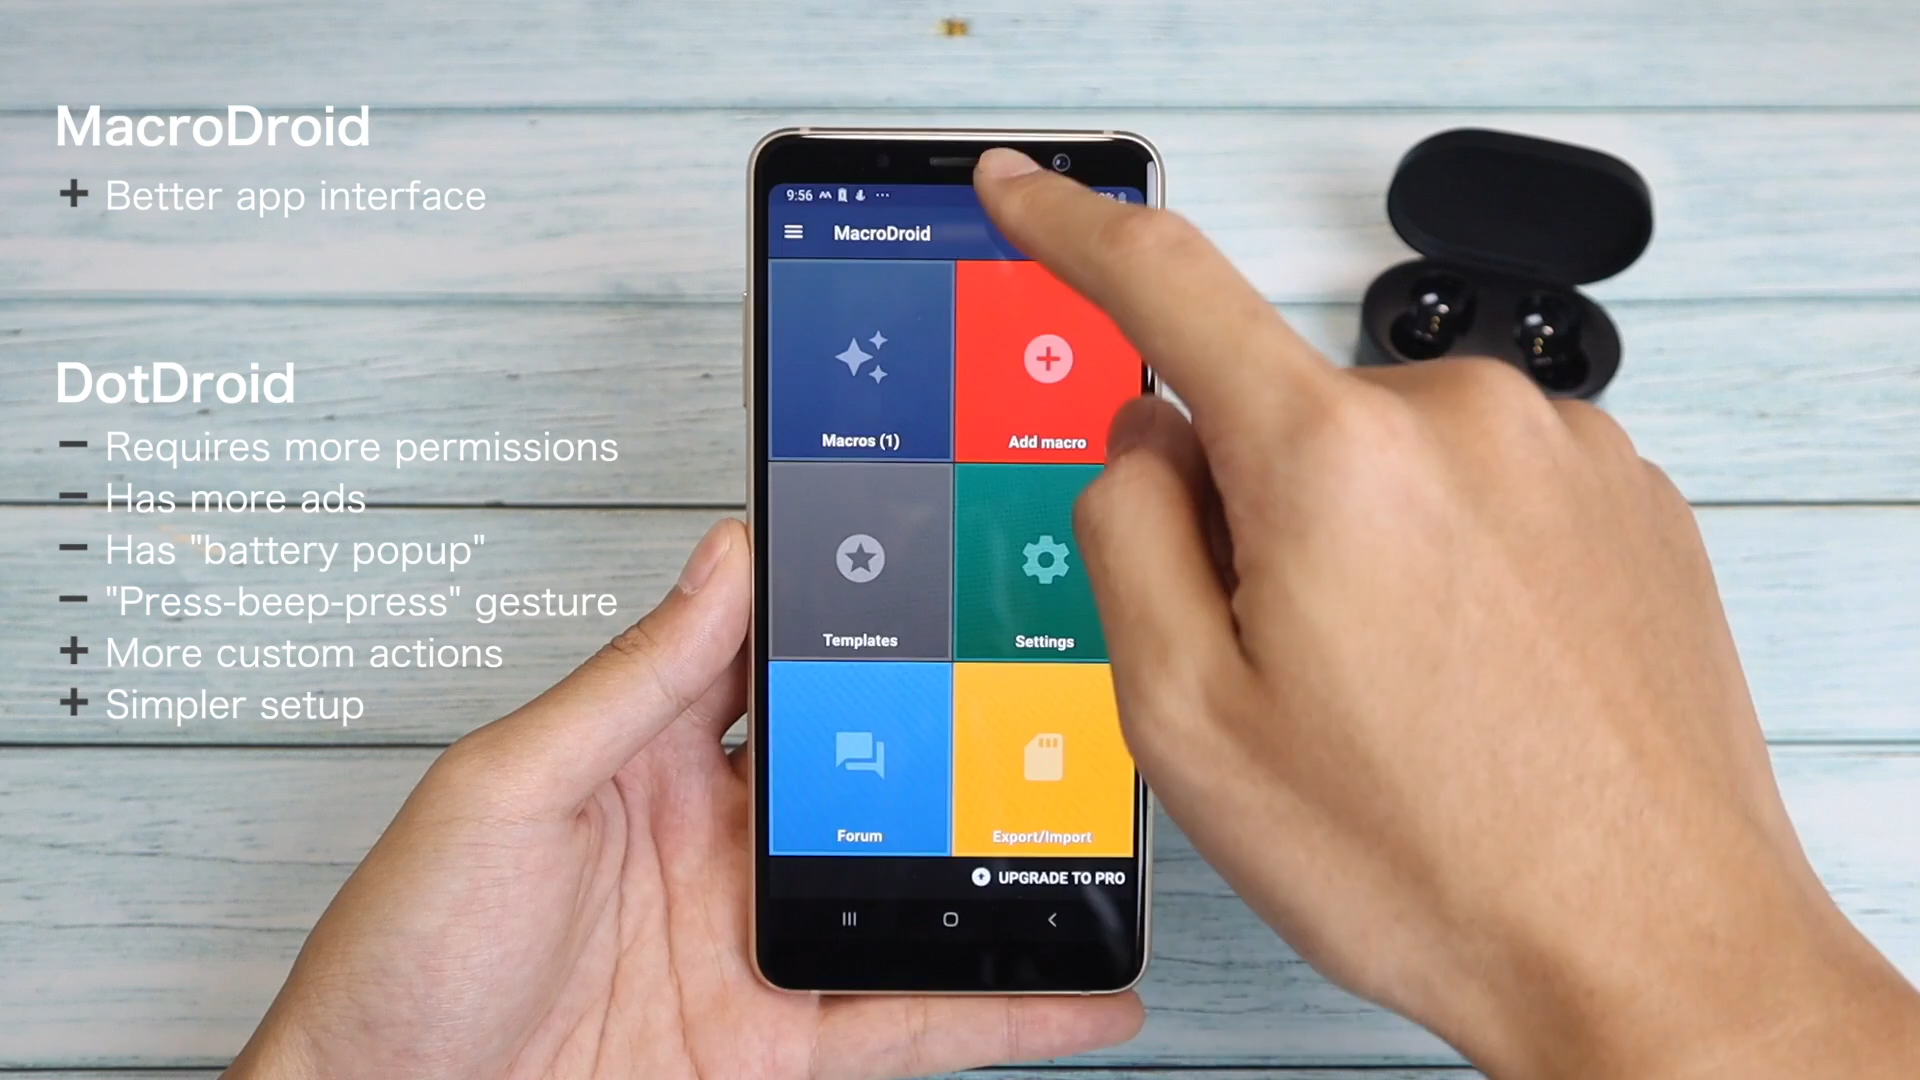 MacroDroid
+ Better app interface
DotDroid
- Requires more permissions
- Has more ads
- Has "battery popup"
- "Press-beep-press" gesture
+ More custom actions
+ Simpler setup
9:56
MacroDroid
Macros (1)
Add macro
Templates
Settings
Forum
Export/Import
UPGRADE TO PRO